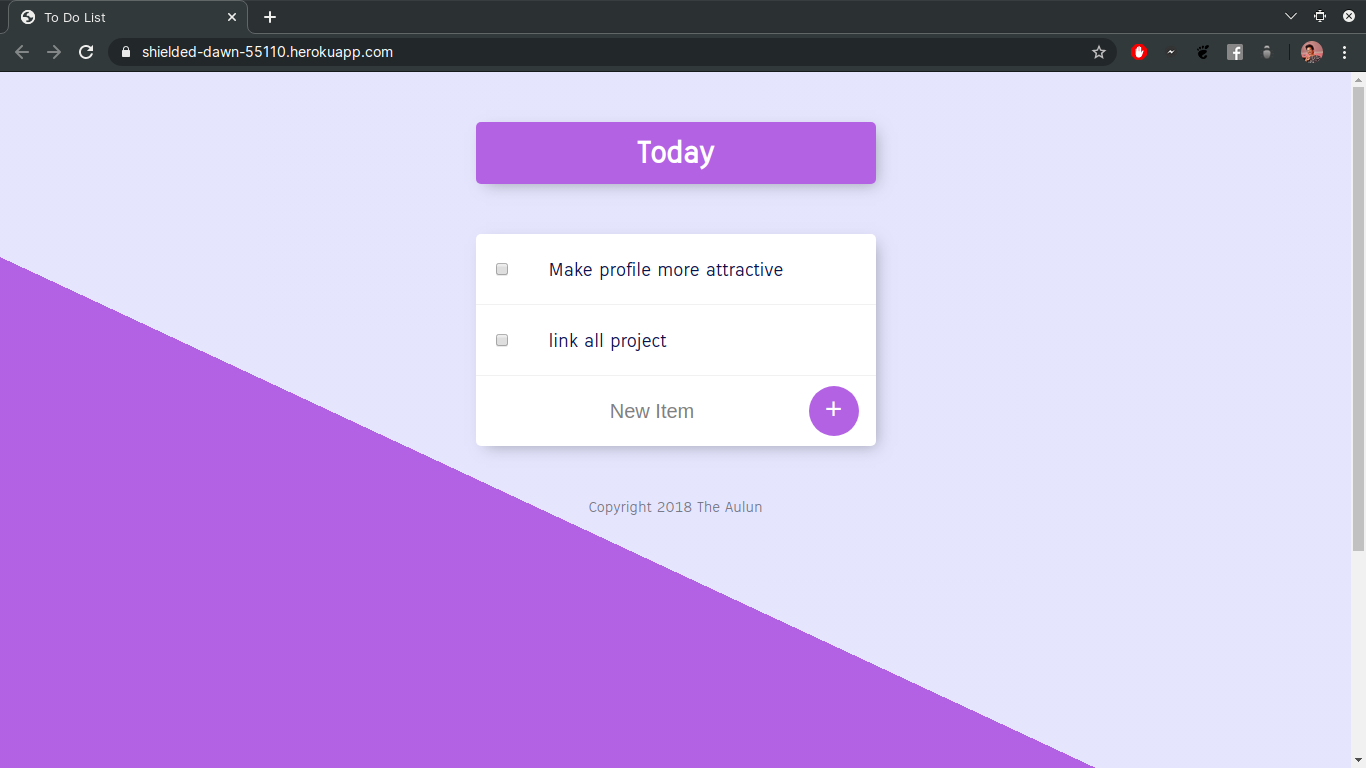 To Do List
shielded-dawn-55110.herokuapp.com
Today
Make profile more attractive
link all project
New Item
+
Copyright 2018 The Aulun